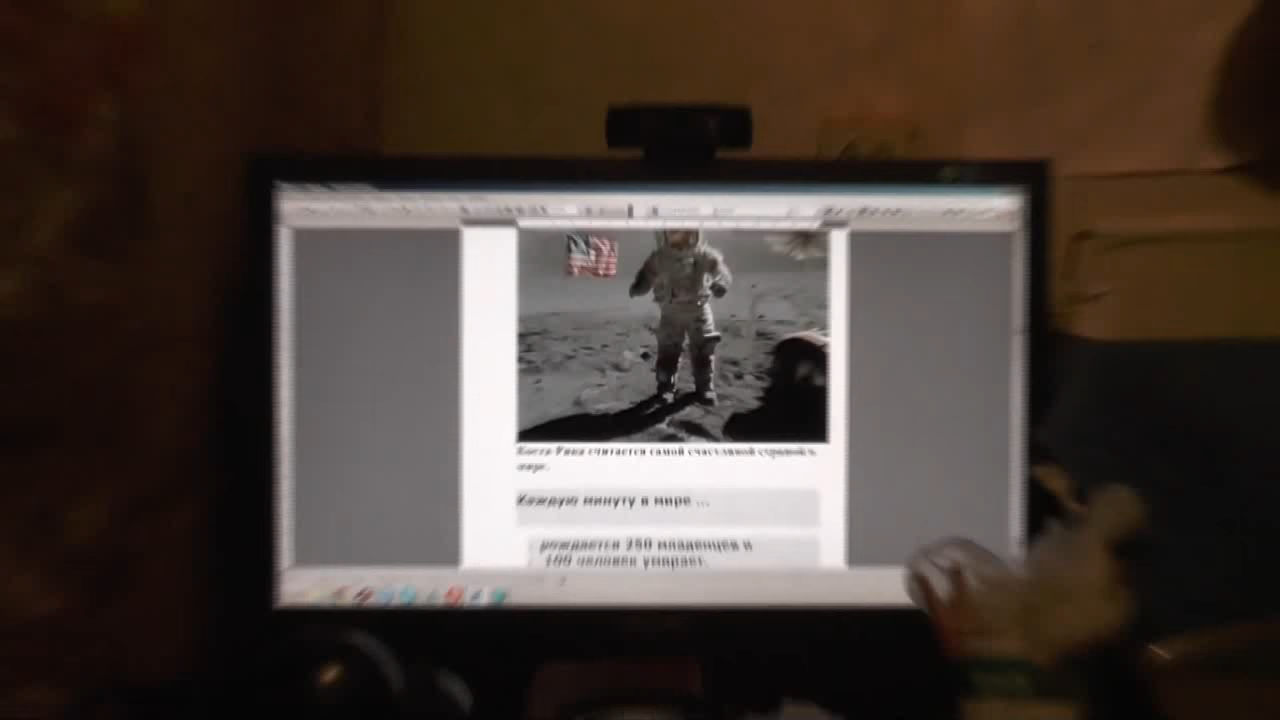 Коста-Рика считается самой счастливой страной в
мире.
Каждую минуту в мире ...
рождается 250 младенцев и
100 человек умирает.